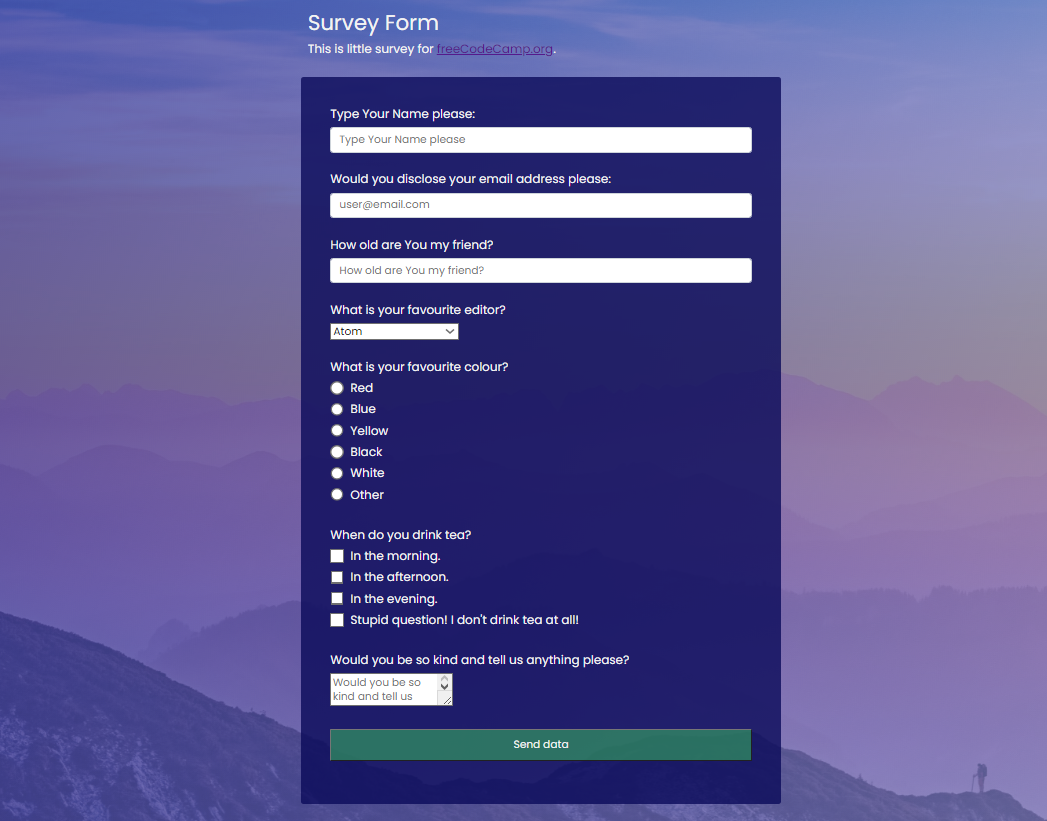 Survey Form
This is little survey for freeCodeCamp.org.
Type Your Name please:
Type Your Name please
Would you disclose your email address please:
user@email.com
How old are You my friend?
How old are You my friend?
What is your favourite editor?
Atom
What is your favourite colour?
Red
Blue
Yellow
Black
White
Other
When do you drink tea?
In the morning.
In the afternoon.
In the evening.
Stupid question! I don't drink tea at all!
Would you be so kind and tell us anything please?
Would you be so
kind and tell us
Send data